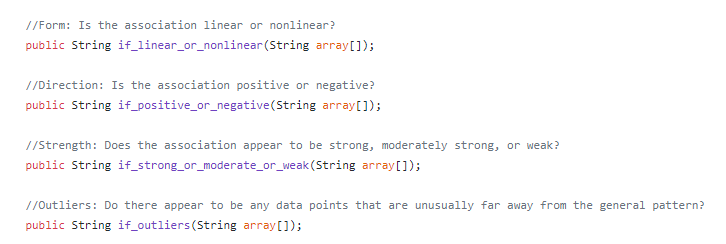 //Form: Is the association linear or nonlinear?
public String if_linear_or_nonlinear(String array[]);
//Direction: Is the association positive or negative?
public String if_positive_or_negative(String array[]);
//Strength: Does the association appear to be strong, moderately strong, or weak?
public String if_strong_or_moderate_or_weak(String array[]);
//Outliers: Do there appear to be any data points that are unusually far away from the general pattern?
public String if_outliers(String array[]);